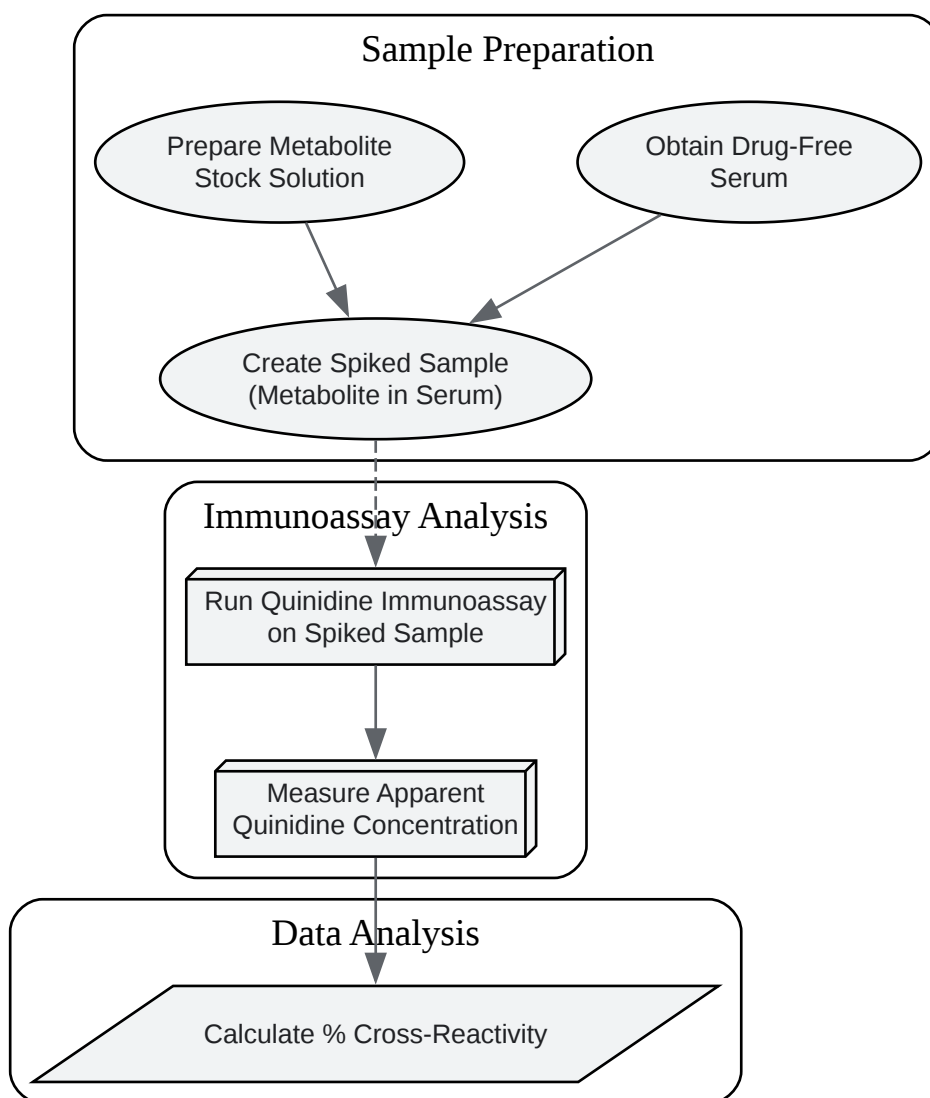 Sample Preparation
Prepare Metabolite
Stock Solution
Obtain Drug-Free
Serum
Create Spiked Sample
(Metabolite in Serum)
Immunoassay Analysis
Run Quinidine Immunoassay
on Spiked Sample
Measure Apparent
Quinidine Concentration
Data Analysis
Calculate % Cross-Reactivity